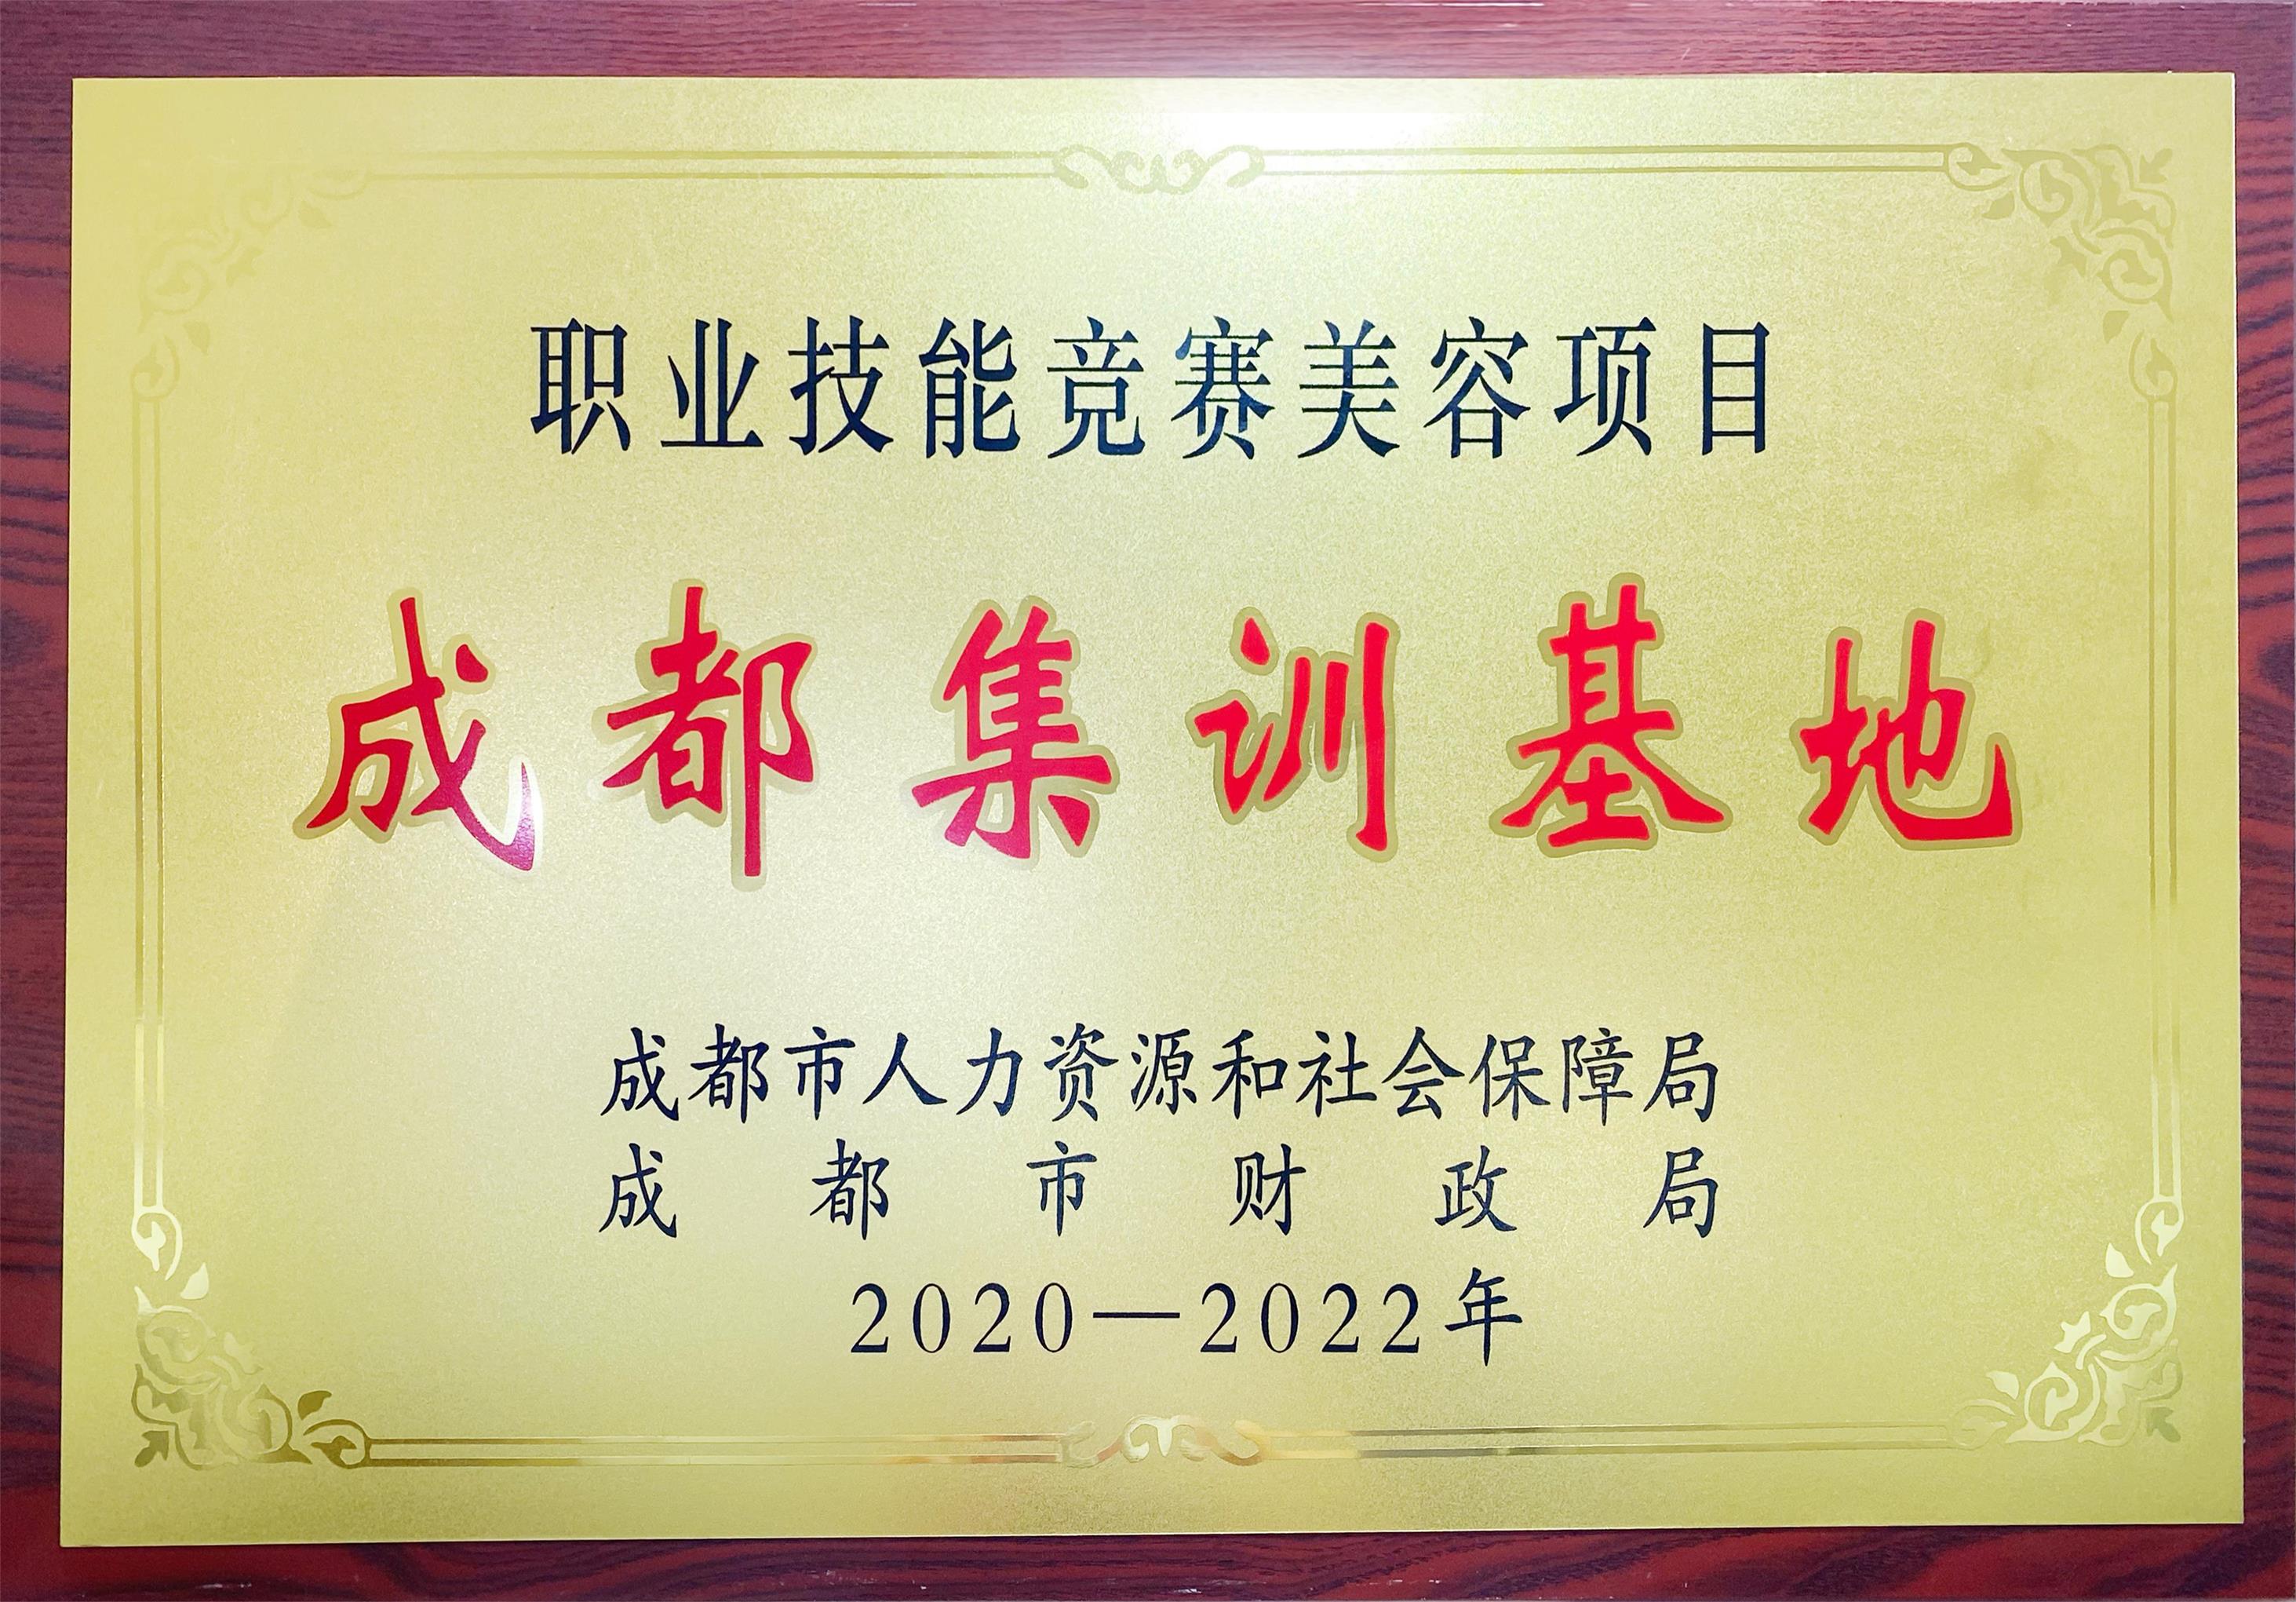 职业技能竞赛美容项目
成都集训基地
成都市人力资源和社会保障局
成都市财政局
2020—2022年